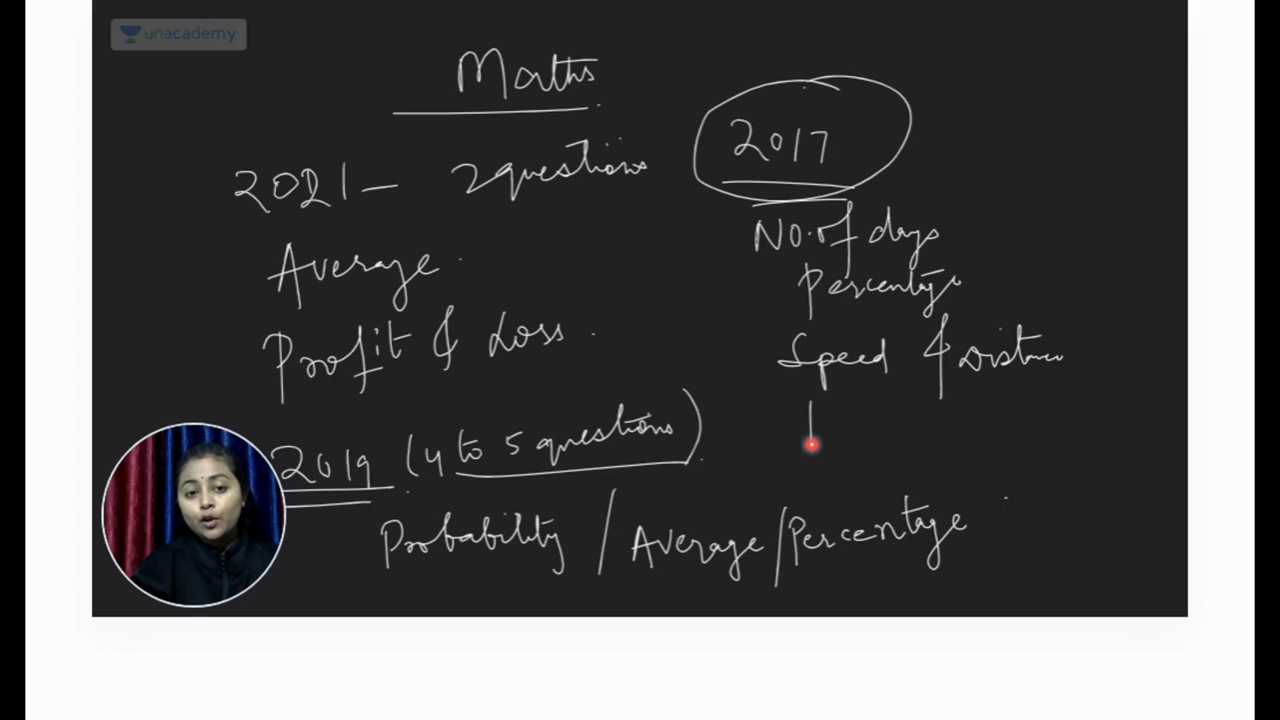 unacademy
Maths
2021 - 2 questions
Average
Profit & Loss
2019 (4 to 5 questions)
Probability / Average / Percentage
2017
No. of days
Percentage
Speed & Distance